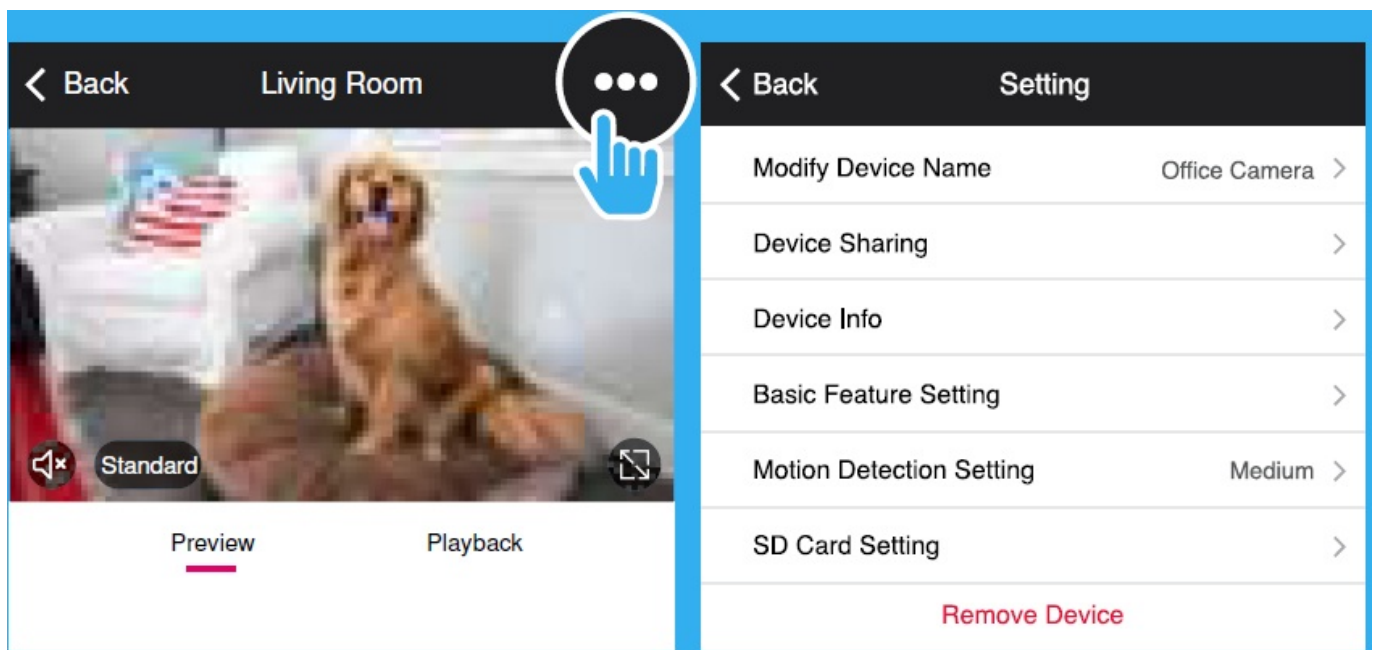 Back Living Room
Standard
Preview Playback
Back Setting
Modify Device Name Office Camera
Device Sharing
Device Info
Basic Feature Setting
Motion Detection Setting Medium
SD Card Setting
Remove Device